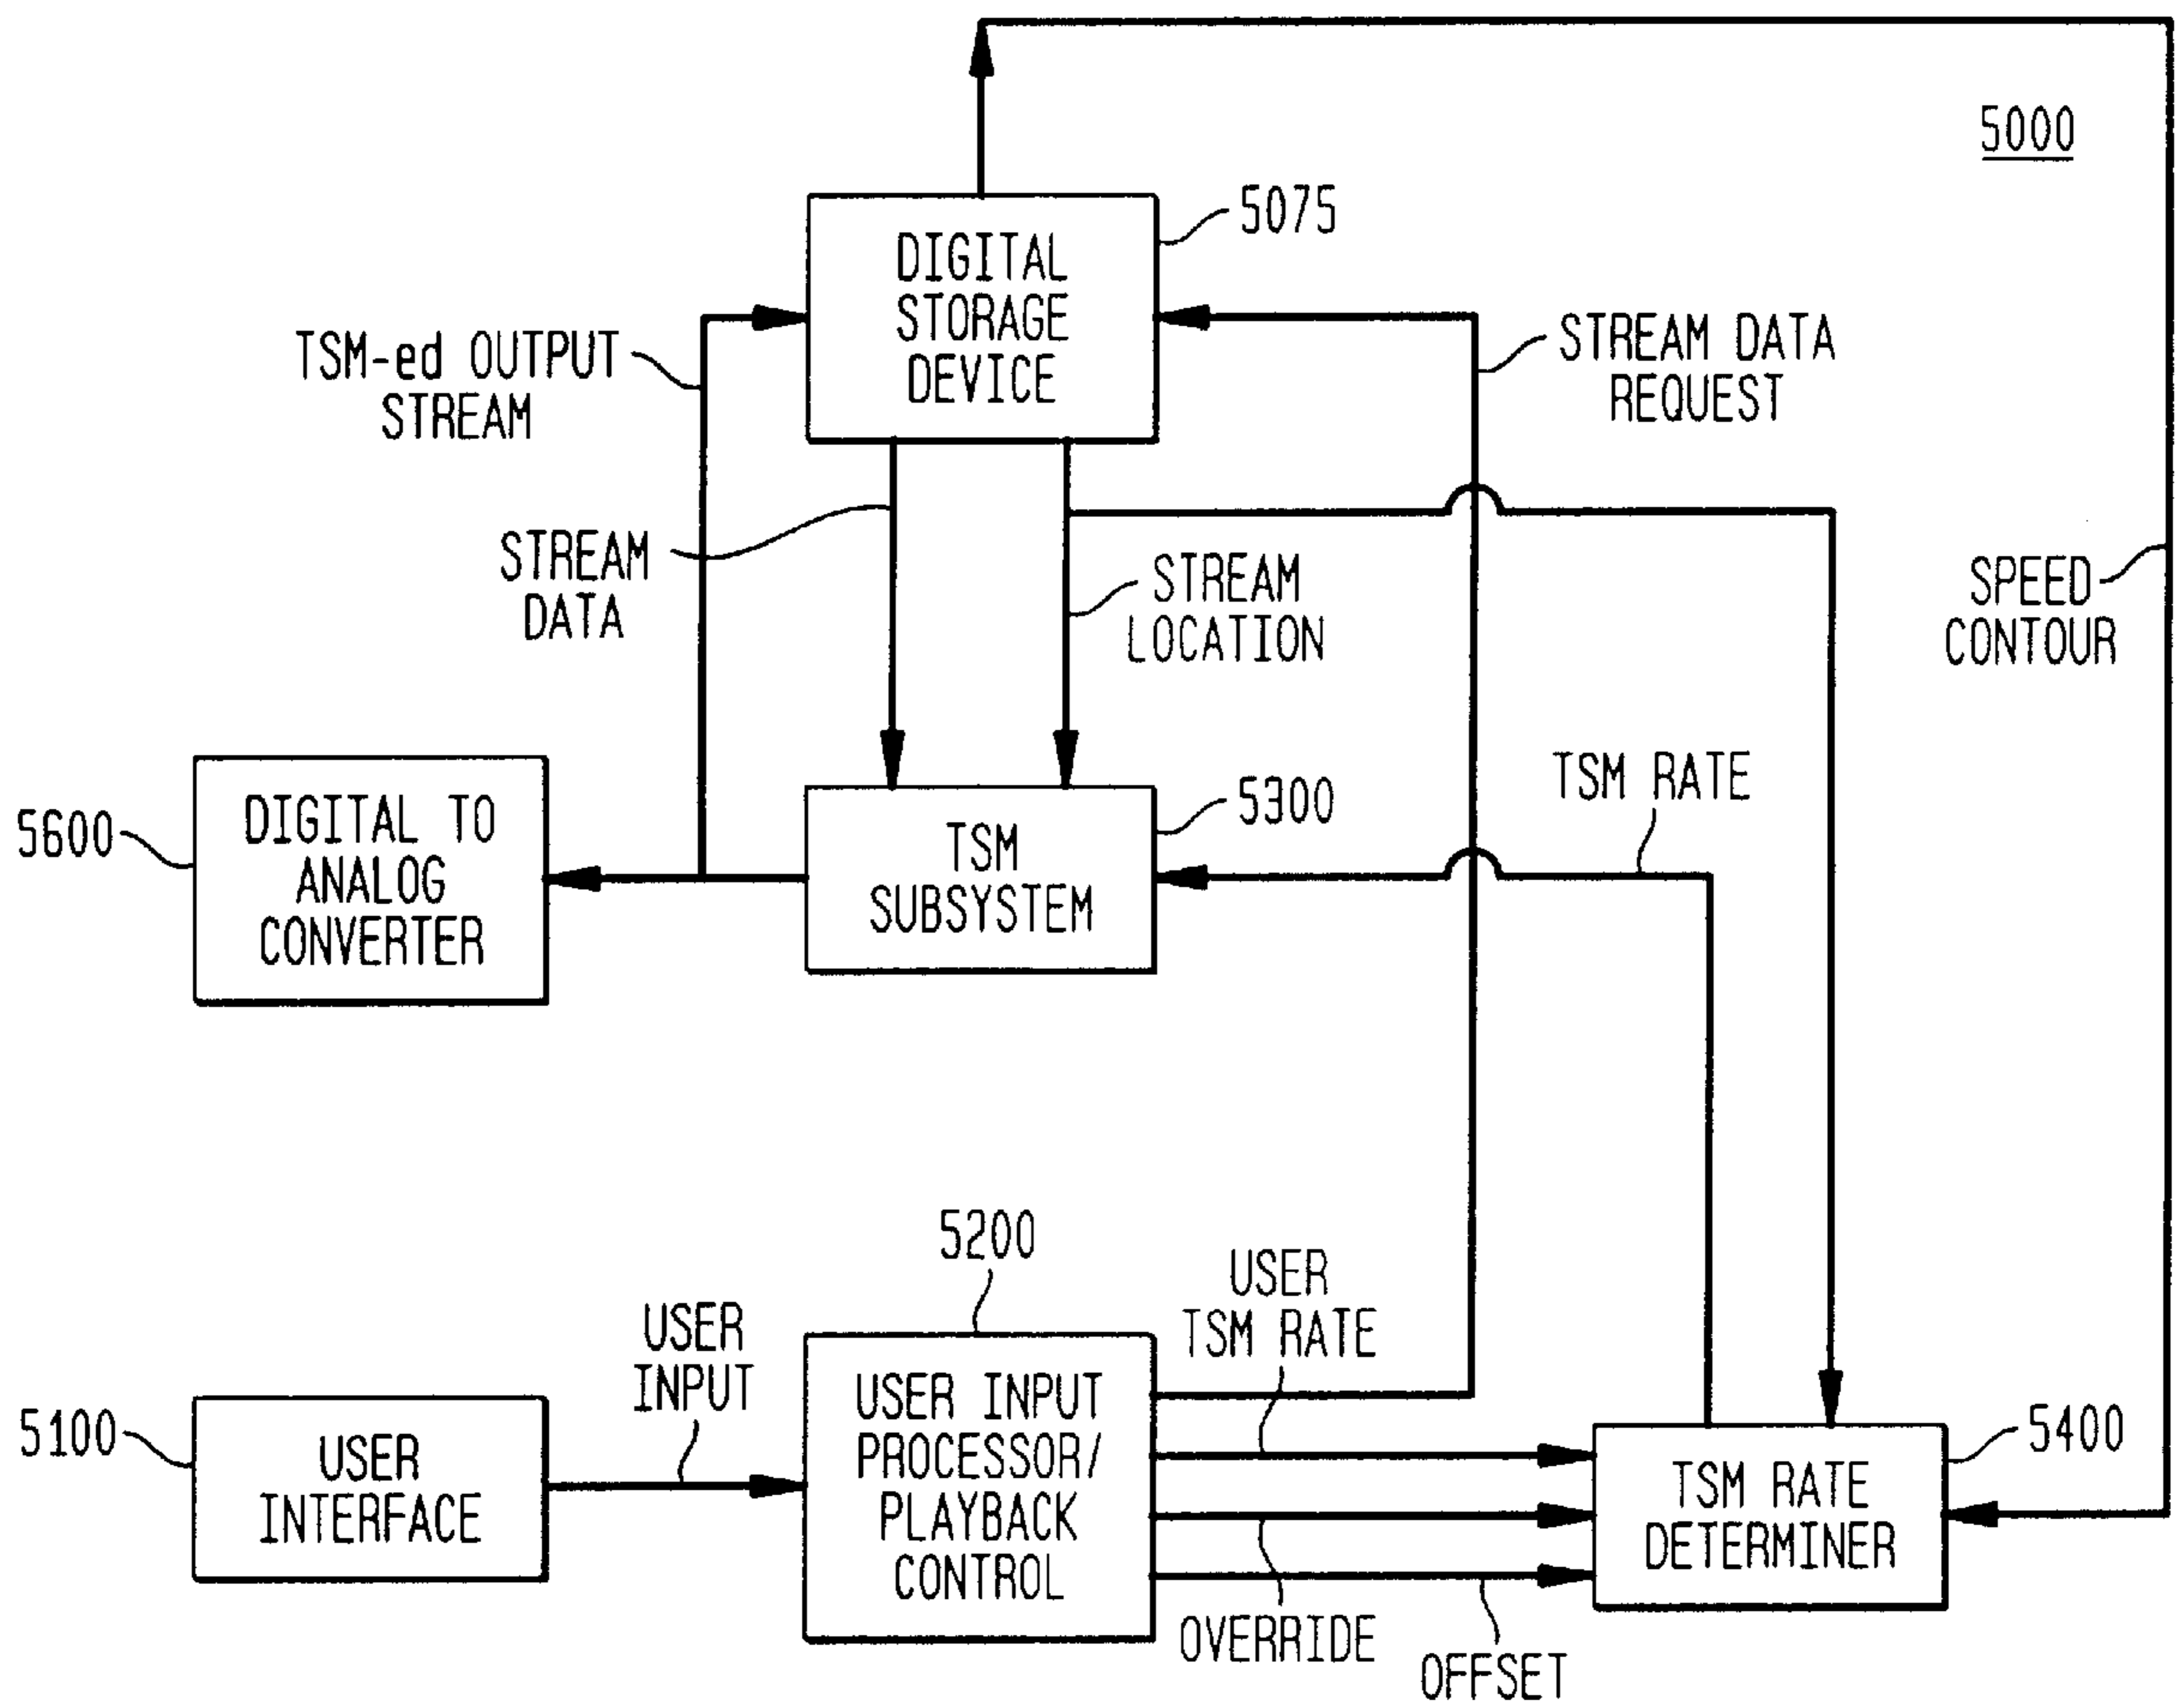 5000
5075
DIGITAL
STORAGE
DEVICE
TSM-ed OUTPUT
STREAM
STREAM DATA
REQUEST
STREAM
DATA
STREAM
LOCATION
SPEED
CONTOUR
TSM RATE
5600
DIGITAL TO
ANALOG
CONVERTER
5300
TSM
SUBSYSTEM
5200
USER
TSM RATE
USER
INPUT
5100
USER
INTERFACE
USER INPUT
PROCESSOR/
PLAYBACK
CONTROL
5400
TSM RATE
DETERMINER
OVERRIDE
OFFSET